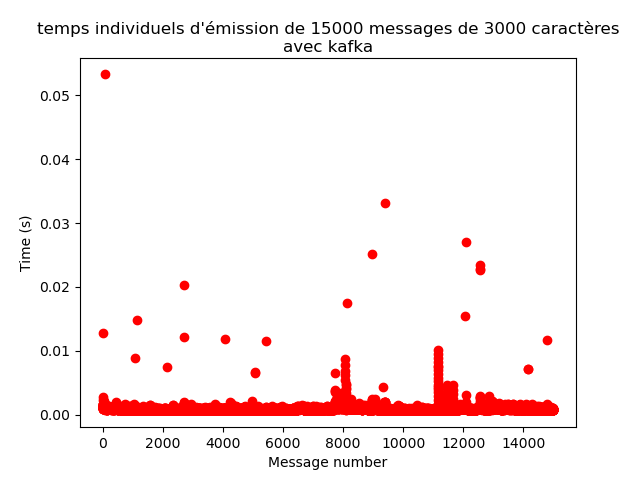 temps individuels d'émission de 15000 messages de 3000 caractères
avec kafka
0.05
0.04
0.03
0.02
0.01
0.00
Time (s)
0 2000 4000 6000 8000 10000 12000 14000
Message number